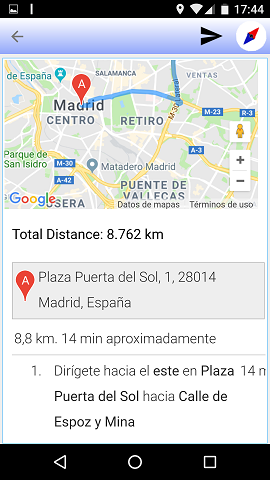 17:44
de España
SALAMANCA
VENTAS
A
Madrid
M-30
CENTRO
RETIRO
M-23
Parque de
San Isidro
M-30
A-3
Matadero Madrid
A-42
PUENTE DE
VALLECAS
USERA
+
−
Google
Datos de mapas
Términos de uso
Total Distance: 8.762 km
A
Plaza Puerta del Sol, 1, 28014
Madrid, España
8,8 km. 14 min aproximadamente
1. Dirígete hacia el este en Plaza 14 m
Puerta del Sol hacia Calle de
Espoz y Mina